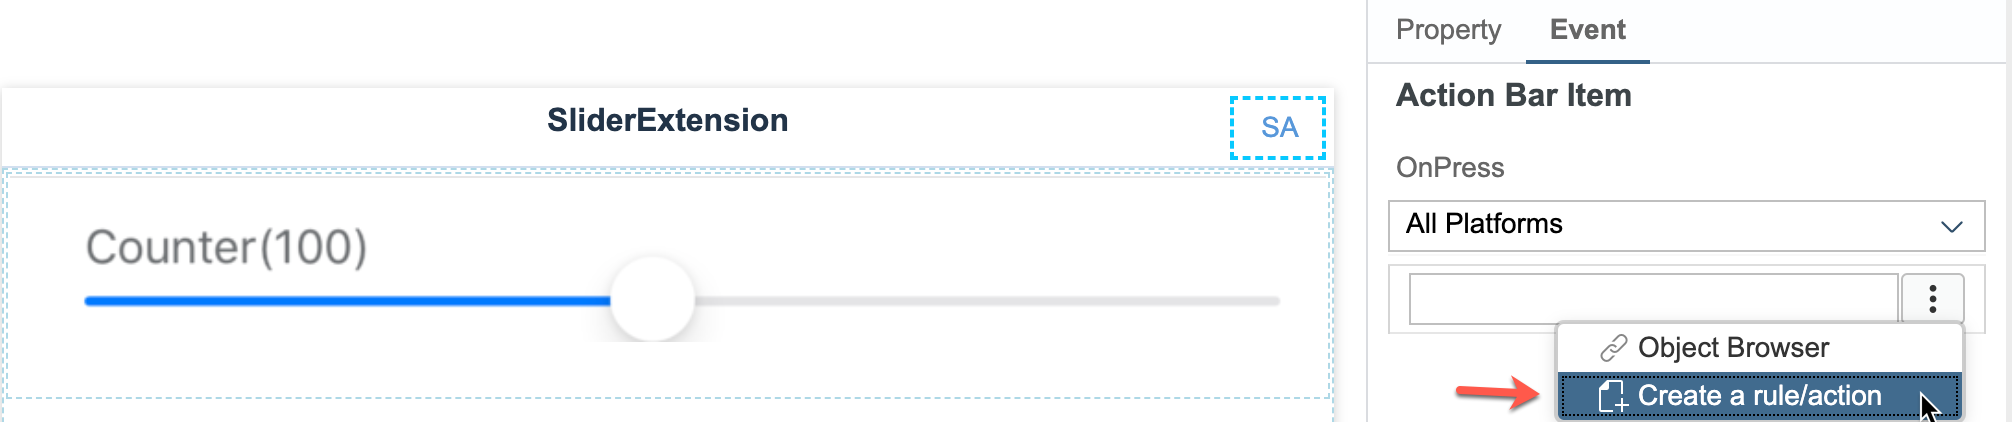 Property Event
SliderExtension
SA
Counter(100)
Action Bar Item
OnPress
All Platforms
Object Browser
Create a rule/action